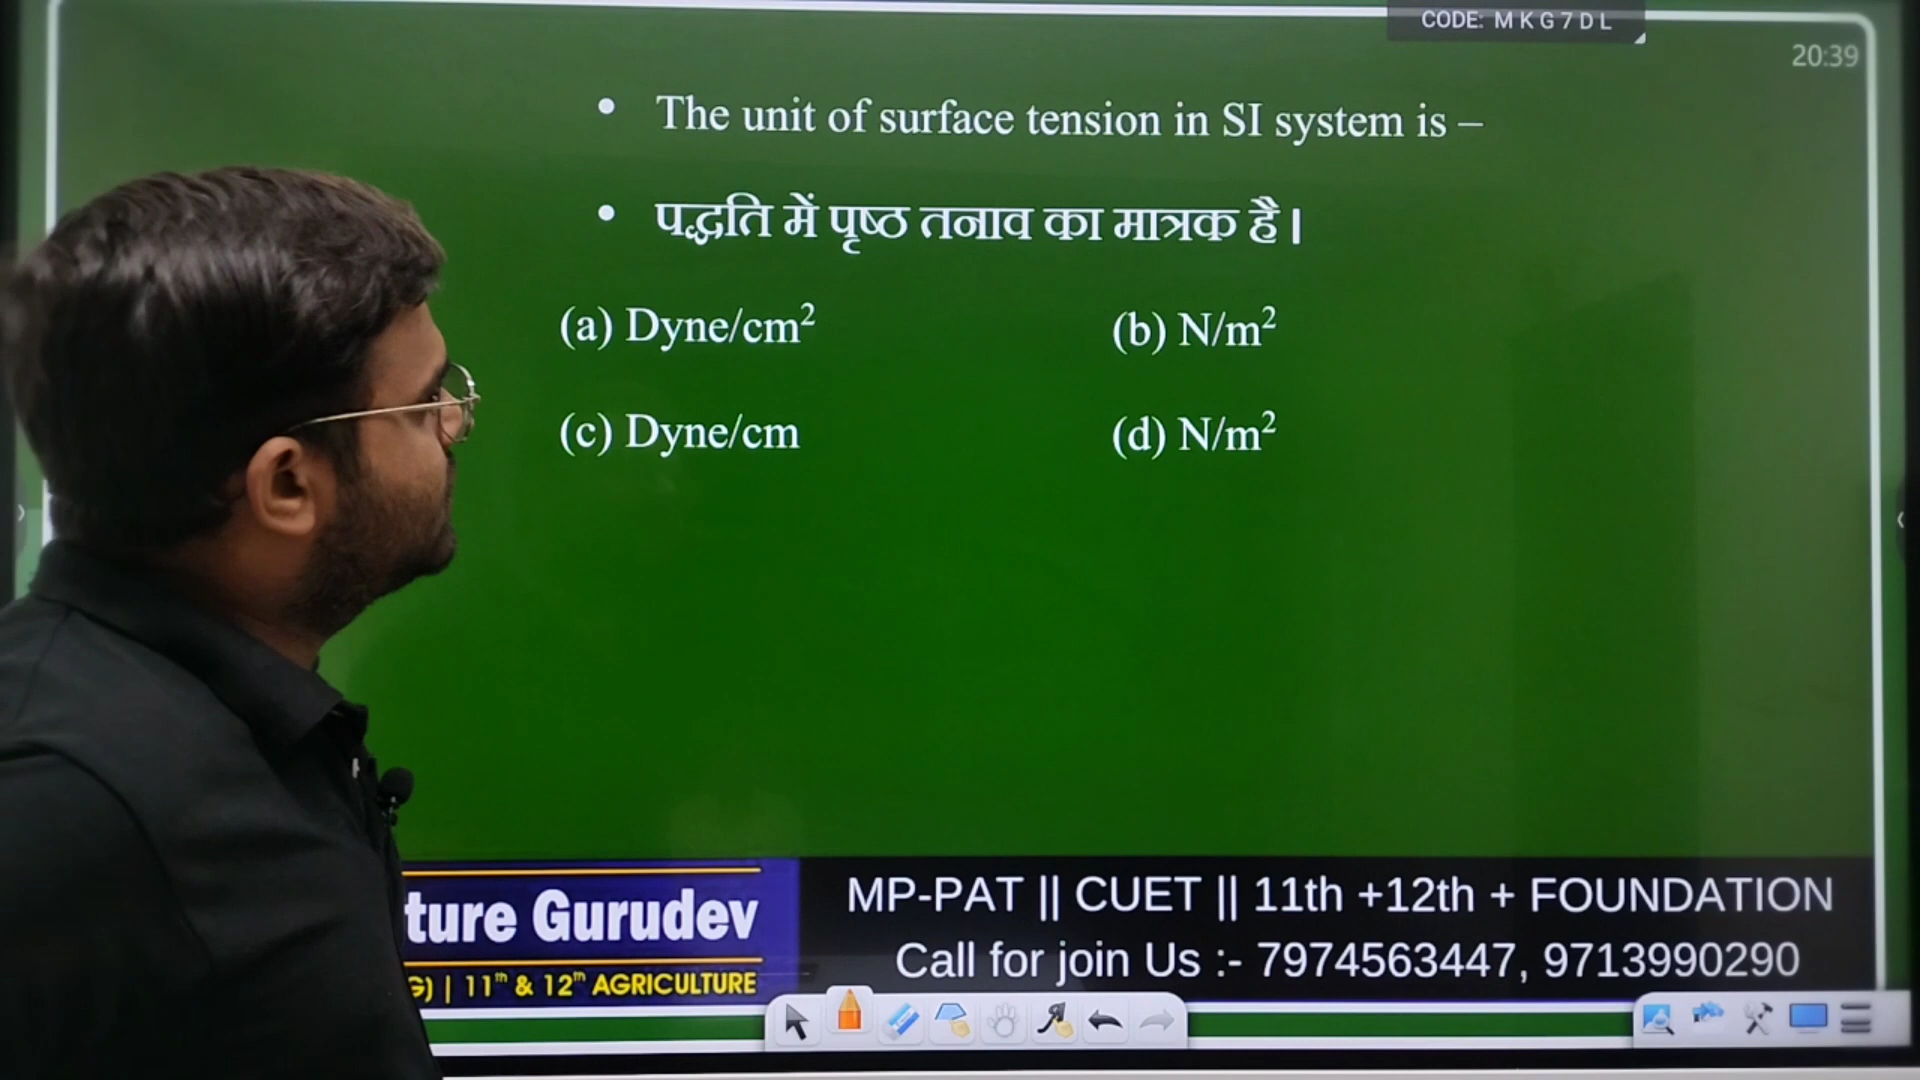 CODE: MKG7DL
20:39
• The unit of surface tension in SI system is –
• पद्धति में पृष्ठ तनाव का मात्रक है।
(a) Dyne/cm² (b) N/m²
(c) Dyne/cm (d) N/m²
ture Gurudev
G) | 11th & 12th AGRICULTURE
MP-PAT || CUET || 11th +12th + FOUNDATION
Call for join Us :- 7974563447, 9713990290